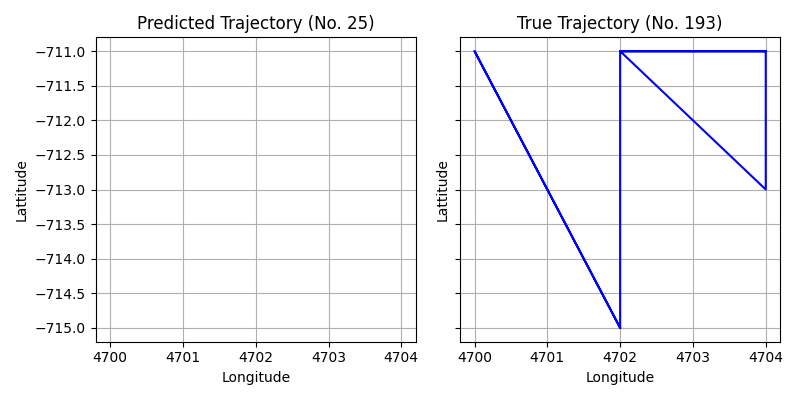 Predicted Trajectory (No. 25)
True Trajectory (No. 193)
−711.0
−711.5
−712.0
−712.5
−713.0
−713.5
−714.0
−714.5
−715.0
Lattitude
Lattitude
4700 4701 4702 4703 4704
4700 4701 4702 4703 4704
Longitude
Longitude